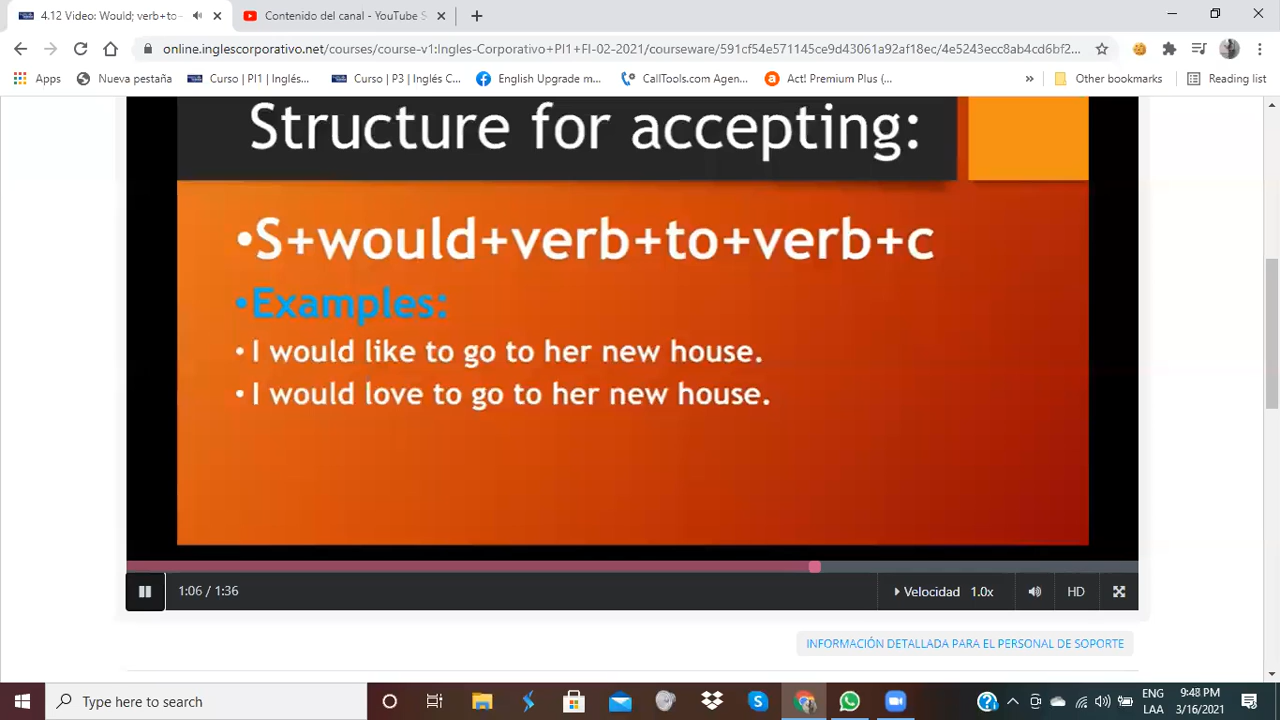 4.12 Video: Would; verb+to -
Contenido del canal - YouTube S
online.inglescorporativo.net/courses/course-v1:Ingles-Corporativo+PI1+FI-02-2021/courseware/591cf54e571145ce9d43061a92af18ec/4e5243ecc8ab4cd6bf2...
Apps
Nueva pestaña
Curso | PI1 | Inglés...
Curso | P3 | Inglés C...
English Upgrade m...
CallTools.com Agen...
Act! Premium Plus (...
»
Other bookmarks
Reading list
Structure for accepting:
•S+would+verb+to+verb+c
•Examples:
• I would like to go to her new house.
• I would love to go to her new house.
1:06 / 1:36
Velocidad 1.0x
HD
INFORMACIÓN DETALLADA PARA EL PERSONAL DE SOPORTE
Type here to search
ENG
LAA
9:48 PM
3/16/2021